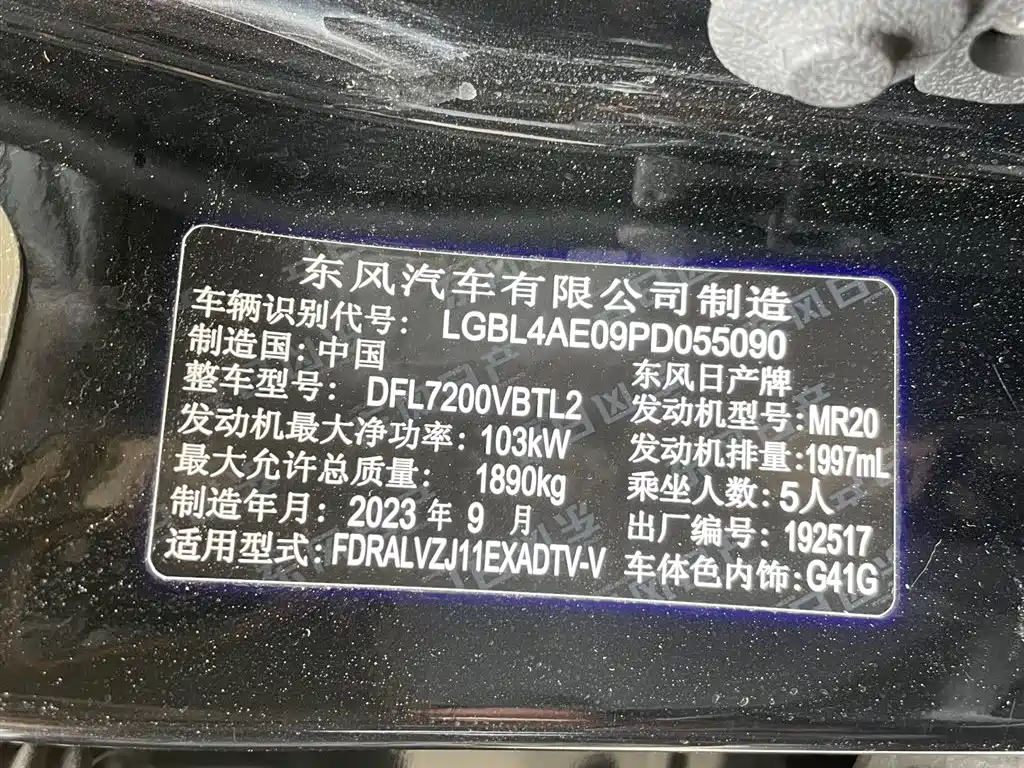 东风汽车有限公司制造
车辆识别代号： LGBL4AE09PD055090
制造国：中国 东风日产牌
整车型号： DFL7200VBTL2 发动机型号:MR20
发动机最大净功率：103kW 发动机排量:1997mL
最大允许总质量： 1890kg 乘坐人数：5人
制造年月： 2023 年 9 月 出厂编号：192517
适用型式：FDRALVZJ11EXADTV-V 车体色内饰:G41G